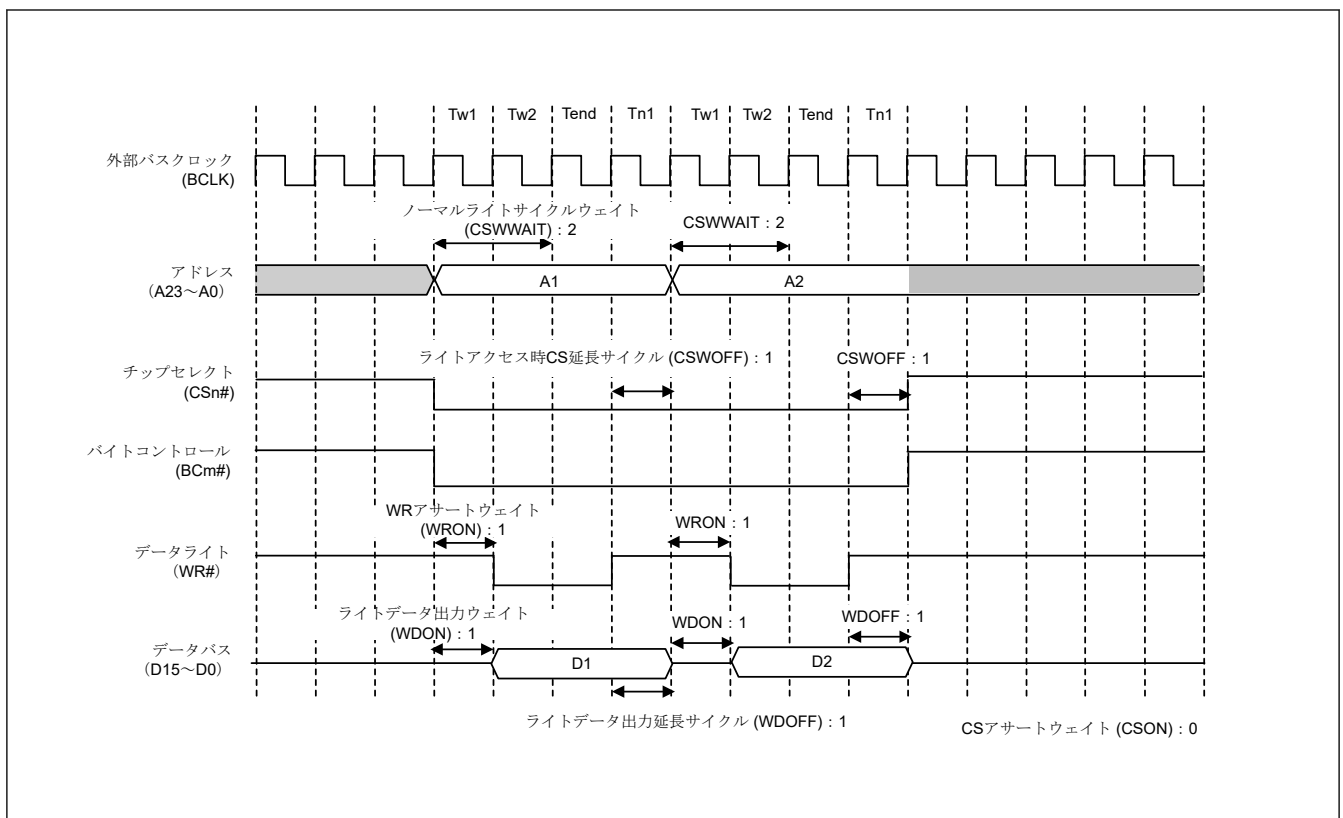 Tw1 Tw2 Tend Tn1 Tw1 Tw2 Tend Tn1
外部バスクロック
(BCLK)
ノーマルライトサイクルウェイト
(CSWWAIT):2
CSWWAIT:2
アドレス
(A23~A0)
A1
A2
ライトアクセス時CS延長サイクル (CSWOFF):1
CSWOFF:1
チップセレクト
(CSn#)
バイトコントロール
(BCm#)
WRアサートウェイト
(WRON):1
WRON:1
データライト
(WR#)
ライトデータ出力ウェイト
(WDON):1
WDON:1
WDOFF:1
データバス
(D15~D0)
D1
D2
ライトデータ出力延長サイクル (WDOFF):1
CSアサートウェイト (CSON):0